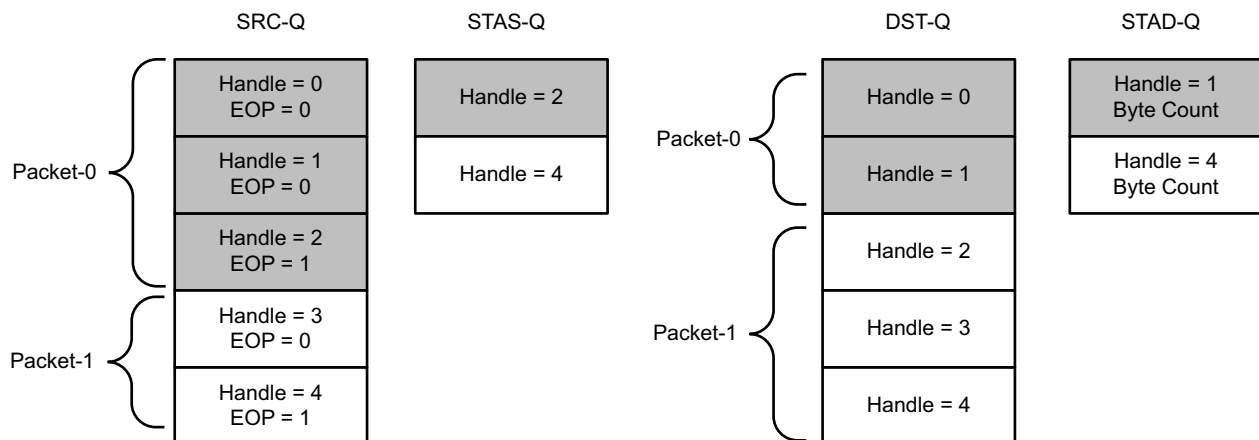 SRC-Q
STAS-Q
DST-Q
STAD-Q
Packet-0
Handle = 0
EOP = 0
Handle = 1
EOP = 0
Handle = 2
EOP = 1
Packet-1
Handle = 3
EOP = 0
Handle = 4
EOP = 1
Handle = 2
Handle = 4
Packet-0
Handle = 0
Handle = 1
Packet-1
Handle = 2
Handle = 3
Handle = 4
Handle = 1
Byte Count
Handle = 4
Byte Count